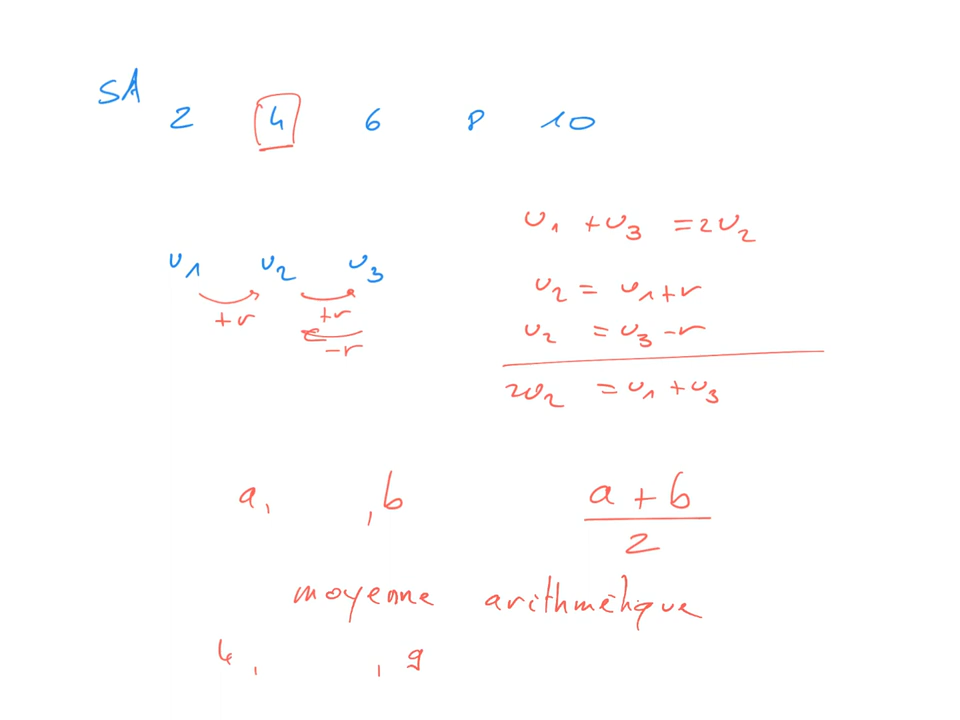 SA
2 4 6 8 10
u1 + u3 = 2u2
u1 u2 u3
u2 = u1 + r
+r +r
u2 = u3 - r
-r
2u2 = u1 + u3
a, , b
a + b
2
moyenne arithmétique
4, , 9